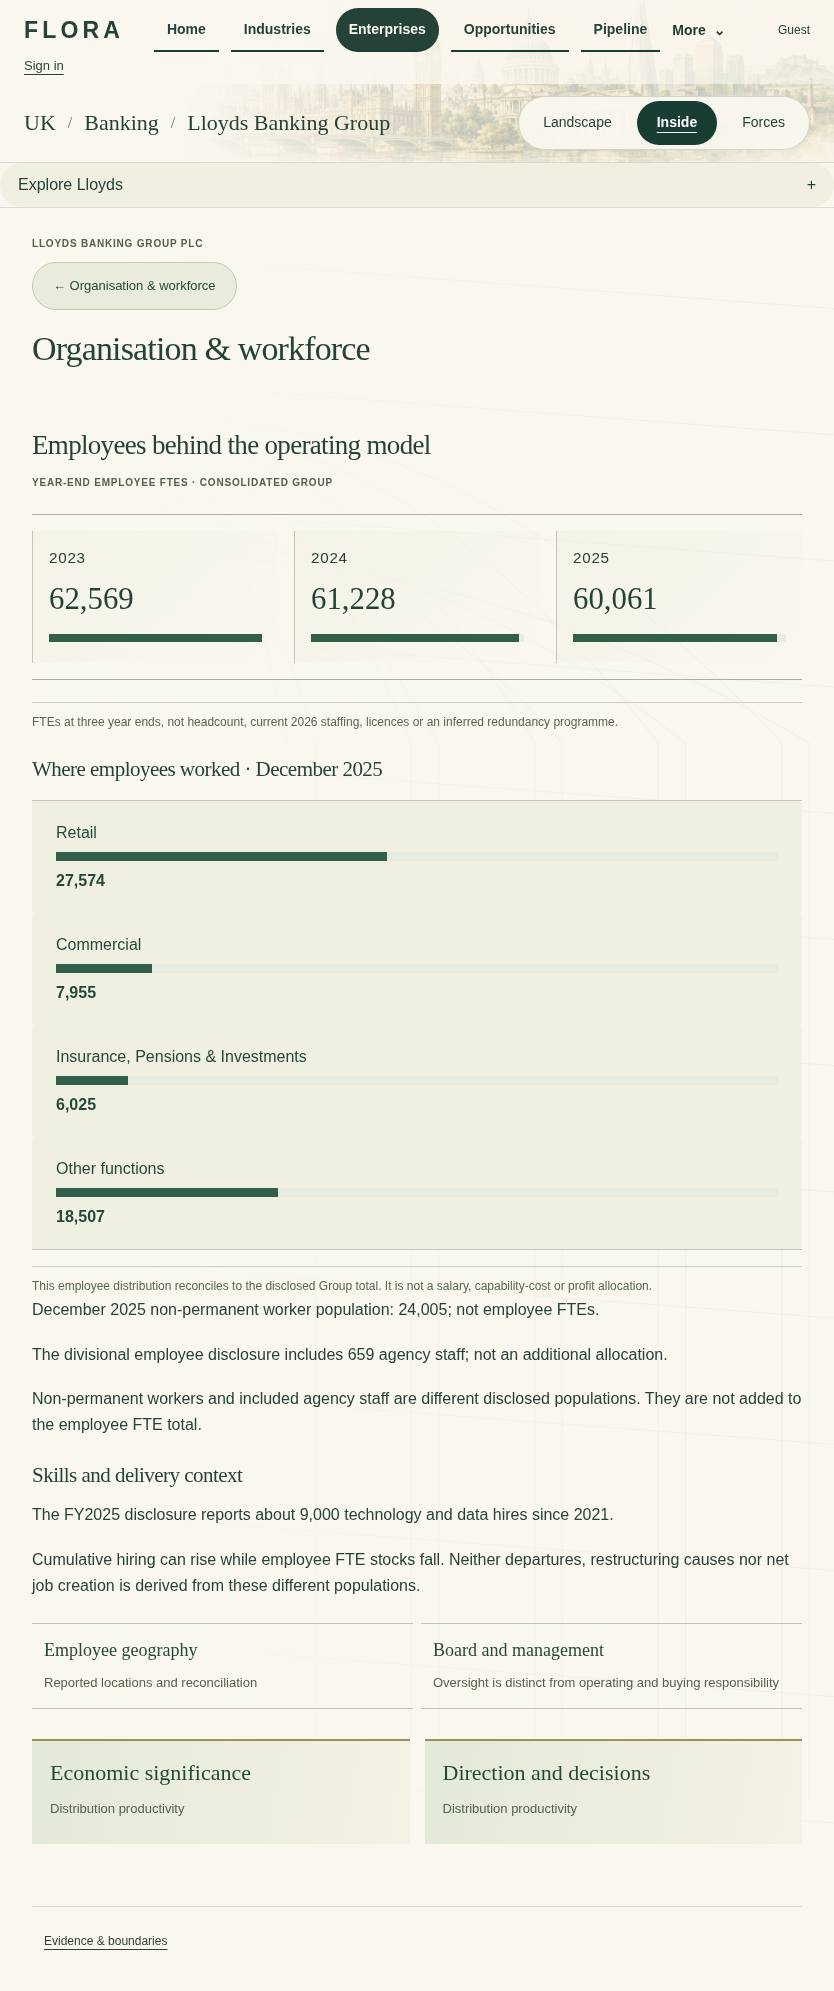 FLORA
Home
Industries
Enterprises
Opportunities
Pipeline
More
Guest
Sign in
UK / Banking / Lloyds Banking Group
Landscape
Inside
Forces
Explore Lloyds
+
LLOYDS BANKING GROUP PLC
← Organisation & workforce
Organisation & workforce
Employees behind the operating model
YEAR-END EMPLOYEE FTES · CONSOLIDATED GROUP
2023
62,569
2024
61,228
2025
60,061
FTEs at three year ends, not headcount, current 2026 staffing, licences or an inferred redundancy programme.
Where employees worked · December 2025
Retail
27,574
Commercial
7,955
Insurance, Pensions & Investments
6,025
Other functions
18,507
This employee distribution reconciles to the disclosed Group total. It is not a salary, capability-cost or profit allocation.
December 2025 non-permanent worker population: 24,005; not employee FTEs.
The divisional employee disclosure includes 659 agency staff; not an additional allocation.
Non-permanent workers and included agency staff are different disclosed populations. They are not added to
the employee FTE total.
Skills and delivery context
The FY2025 disclosure reports about 9,000 technology and data hires since 2021.
Cumulative hiring can rise while employee FTE stocks fall. Neither departures, restructuring causes nor net
job creation is derived from these different populations.
Employee geography
Reported locations and reconciliation
Board and management
Oversight is distinct from operating and buying responsibility
Economic significance
Distribution productivity
Direction and decisions
Distribution productivity
Evidence & boundaries